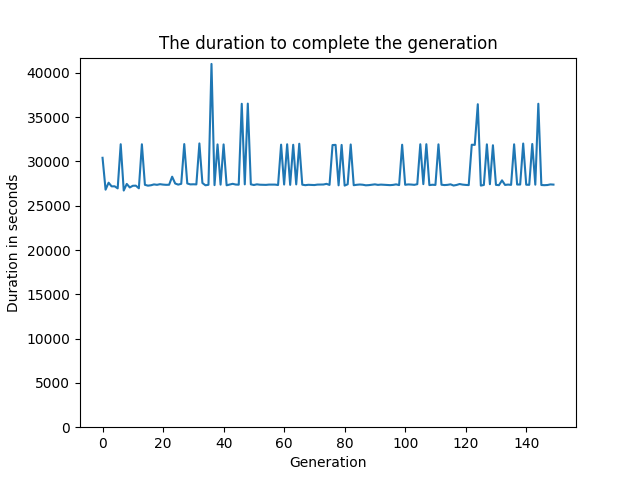 The duration to complete the generation
40000
35000
30000
25000
20000
15000
10000
5000
0
Duration in seconds
0 20 40 60 80 100 120 140
Generation